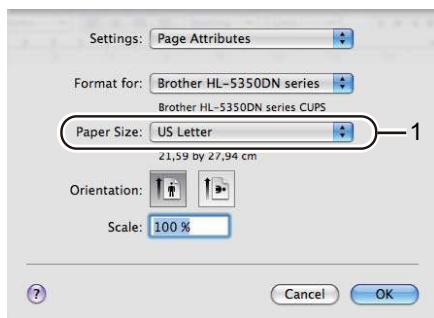 Settings: Page Attributes
Format for: Brother HL-5350DN series
Brother HL-5350DN series CUPS
Paper Size: US Letter 1
21,59 by 27,94 cm
Orientation:
Scale: 100 %
? Cancel OK